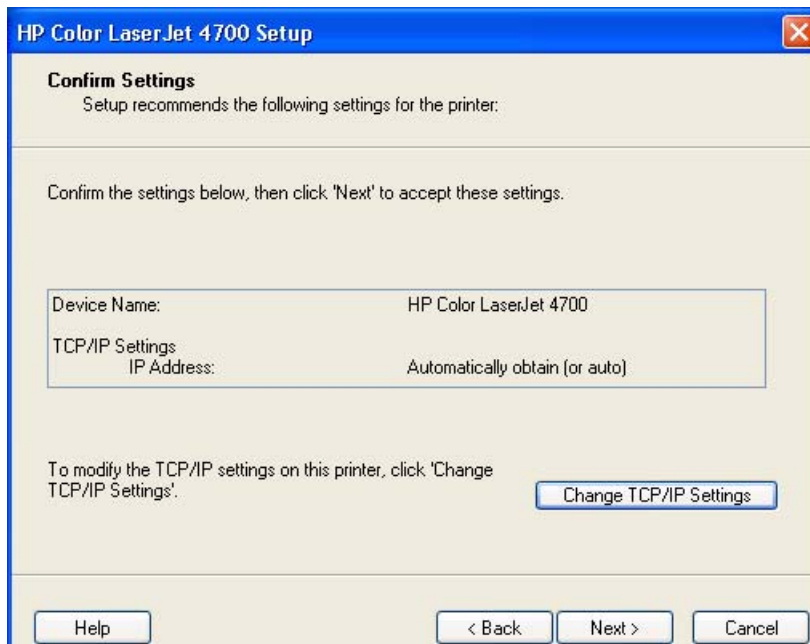 HP Color LaserJet 4700 Setup
Confirm Settings
Setup recommends the following settings for the printer:
Confirm the settings below, then click 'Next' to accept these settings.
Device Name: HP Color LaserJet 4700
TCP/IP Settings
IP Address: Automatically obtain (or auto)
To modify the TCP/IP settings on this printer, click 'Change
TCP/IP Settings'.
Change TCP/IP Settings
Help < Back Next > Cancel